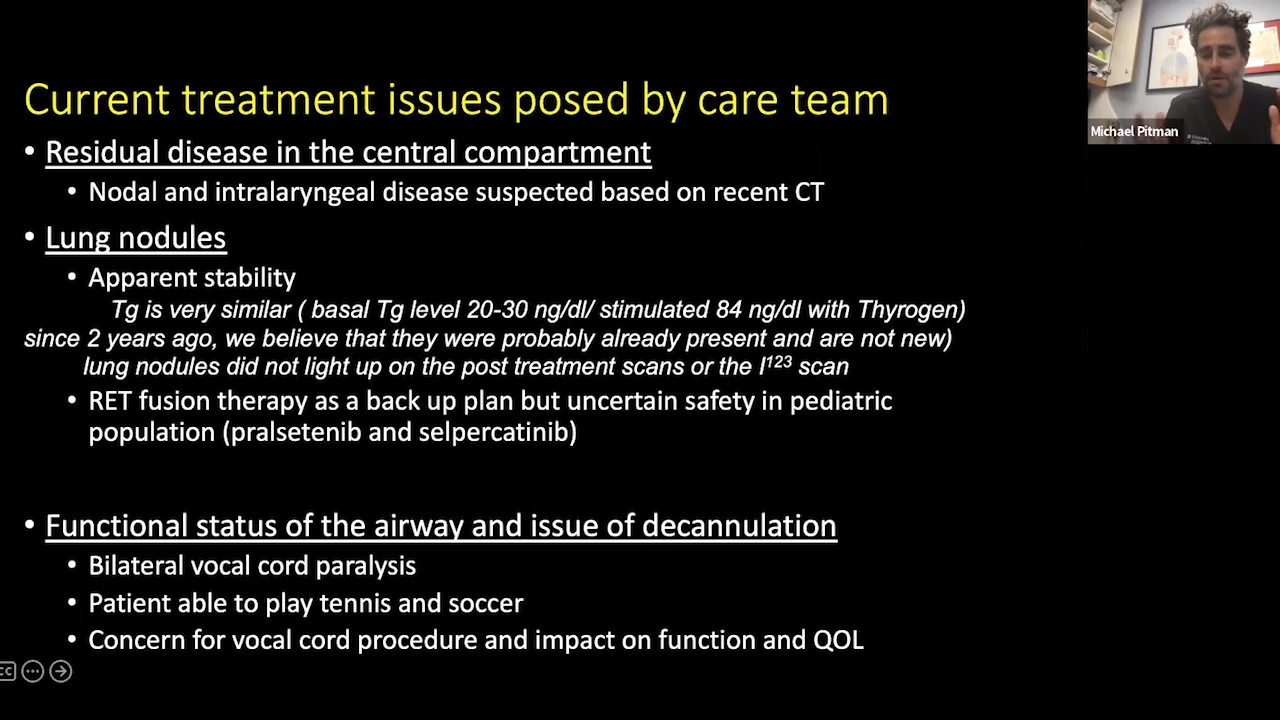 Current treatment issues posed by care team
• Residual disease in the central compartment
• Nodal and intralaryngeal disease suspected based on recent CT
• Lung nodules
• Apparent stability
Tg is very similar ( basal Tg level 20-30 ng/dl/ stimulated 84 ng/dl with Thyrogen)
since 2 years ago, we believe that they were probably already present and are not new)
lung nodules did not light up on the post treatment scans or the I¹²³ scan
• RET fusion therapy as a back up plan but uncertain safety in pediatric
population (pralsetenib and selpercatinib)
• Functional status of the airway and issue of decannulation
• Bilateral vocal cord paralysis
• Patient able to play tennis and soccer
• Concern for vocal cord procedure and impact on function and QOL
Michael Pitman
CC